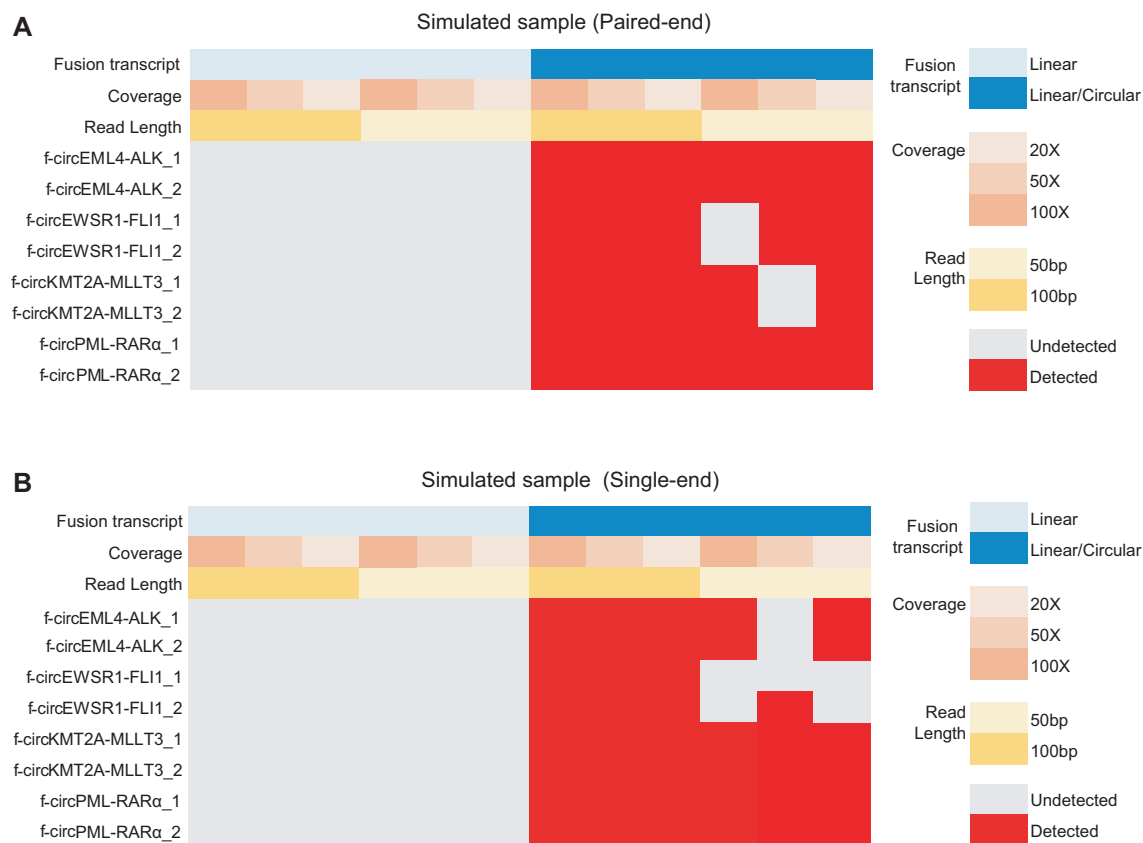 A
Simulated sample (Paired-end)
Fusion transcript
Coverage
Read Length
f-circEML4-ALK_1
f-circEML4-ALK_2
f-circEWSR1-FLI1_1
f-circEWSR1-FLI1_2
f-circKMT2A-MLLT3_1
f-circKMT2A-MLLT3_2
f-circPML-RARα_1
f-circPML-RARα_2
Fusion
transcript
Linear
Linear/Circular
Coverage
20X
50X
100X
Read
Length
50bp
100bp
Undetected
Detected
B
Simulated sample (Single-end)
Fusion transcript
Coverage
Read Length
f-circEML4-ALK_1
f-circEML4-ALK_2
f-circEWSR1-FLI1_1
f-circEWSR1-FLI1_2
f-circKMT2A-MLLT3_1
f-circKMT2A-MLLT3_2
f-circPML-RARα_1
f-circPML-RARα_2
Fusion
transcript
Linear
Linear/Circular
Coverage
20X
50X
100X
Read
Length
50bp
100bp
Undetected
Detected